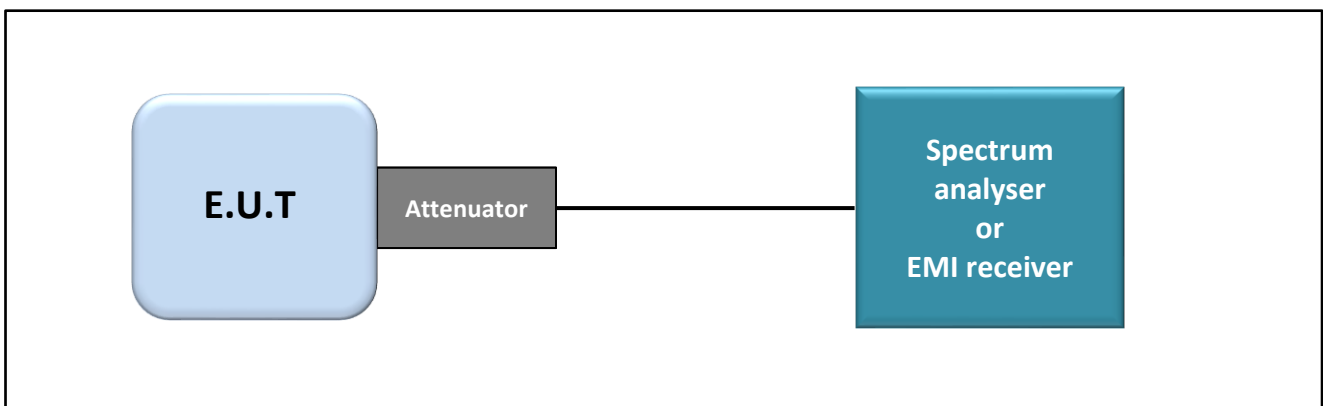 E.U.T
Attenuator
Spectrum
analyser
or
EMI receiver